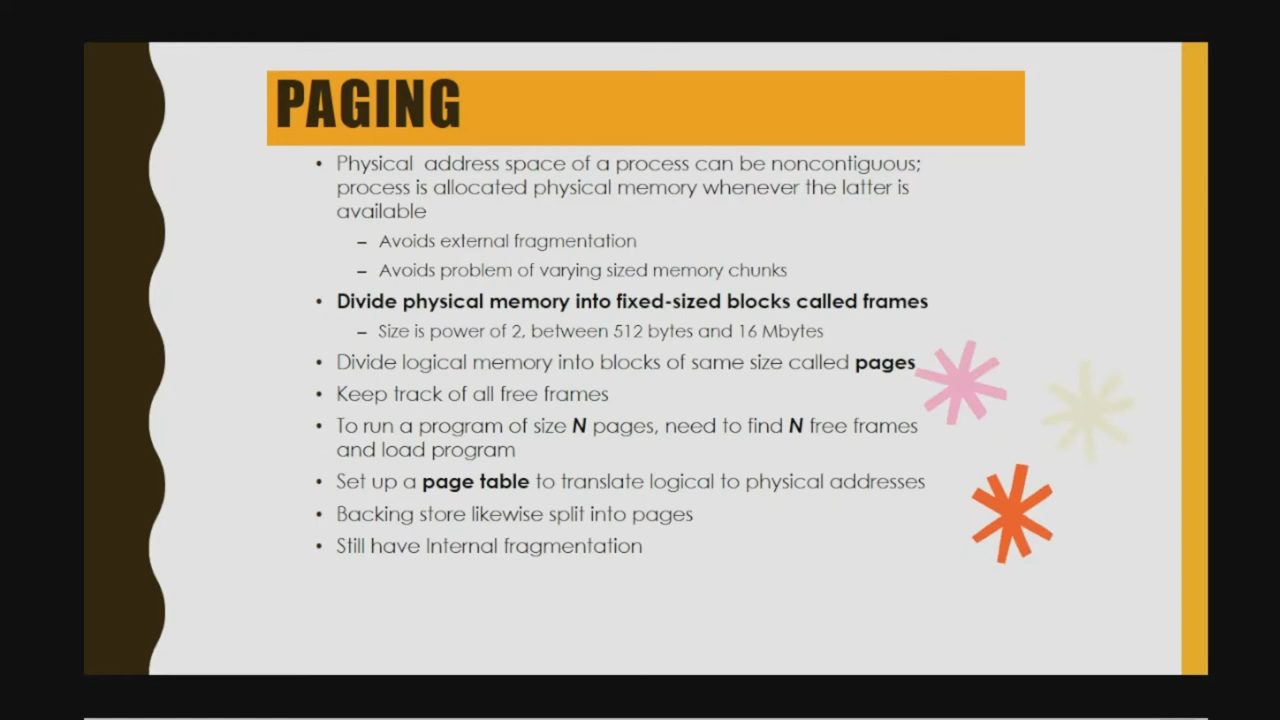 PAGING
• Physical address space of a process can be noncontiguous;
process is allocated physical memory whenever the latter is
available
– Avoids external fragmentation
– Avoids problem of varying sized memory chunks
• Divide physical memory into fixed-sized blocks called frames
– Size is power of 2, between 512 bytes and 16 Mbytes
• Divide logical memory into blocks of same size called pages
• Keep track of all free frames
• To run a program of size N pages, need to find N free frames
and load program
• Set up a page table to translate logical to physical addresses
• Backing store likewise split into pages
• Still have Internal fragmentation